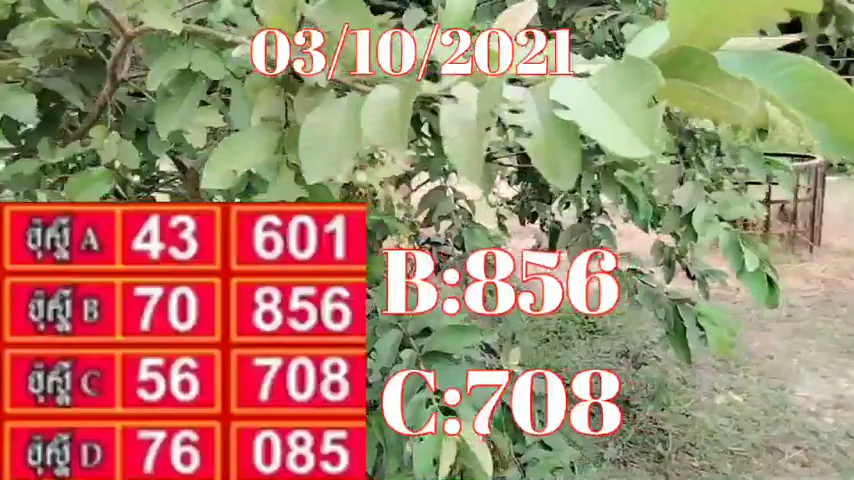 03/10/2021
ប៉ុស្តិ៍ A 43 601
ប៉ុស្តិ៍ B 70 856
B:856
ប៉ុស្តិ៍ C 56 708
C:708
ប៉ុស្តិ៍ D 76 085